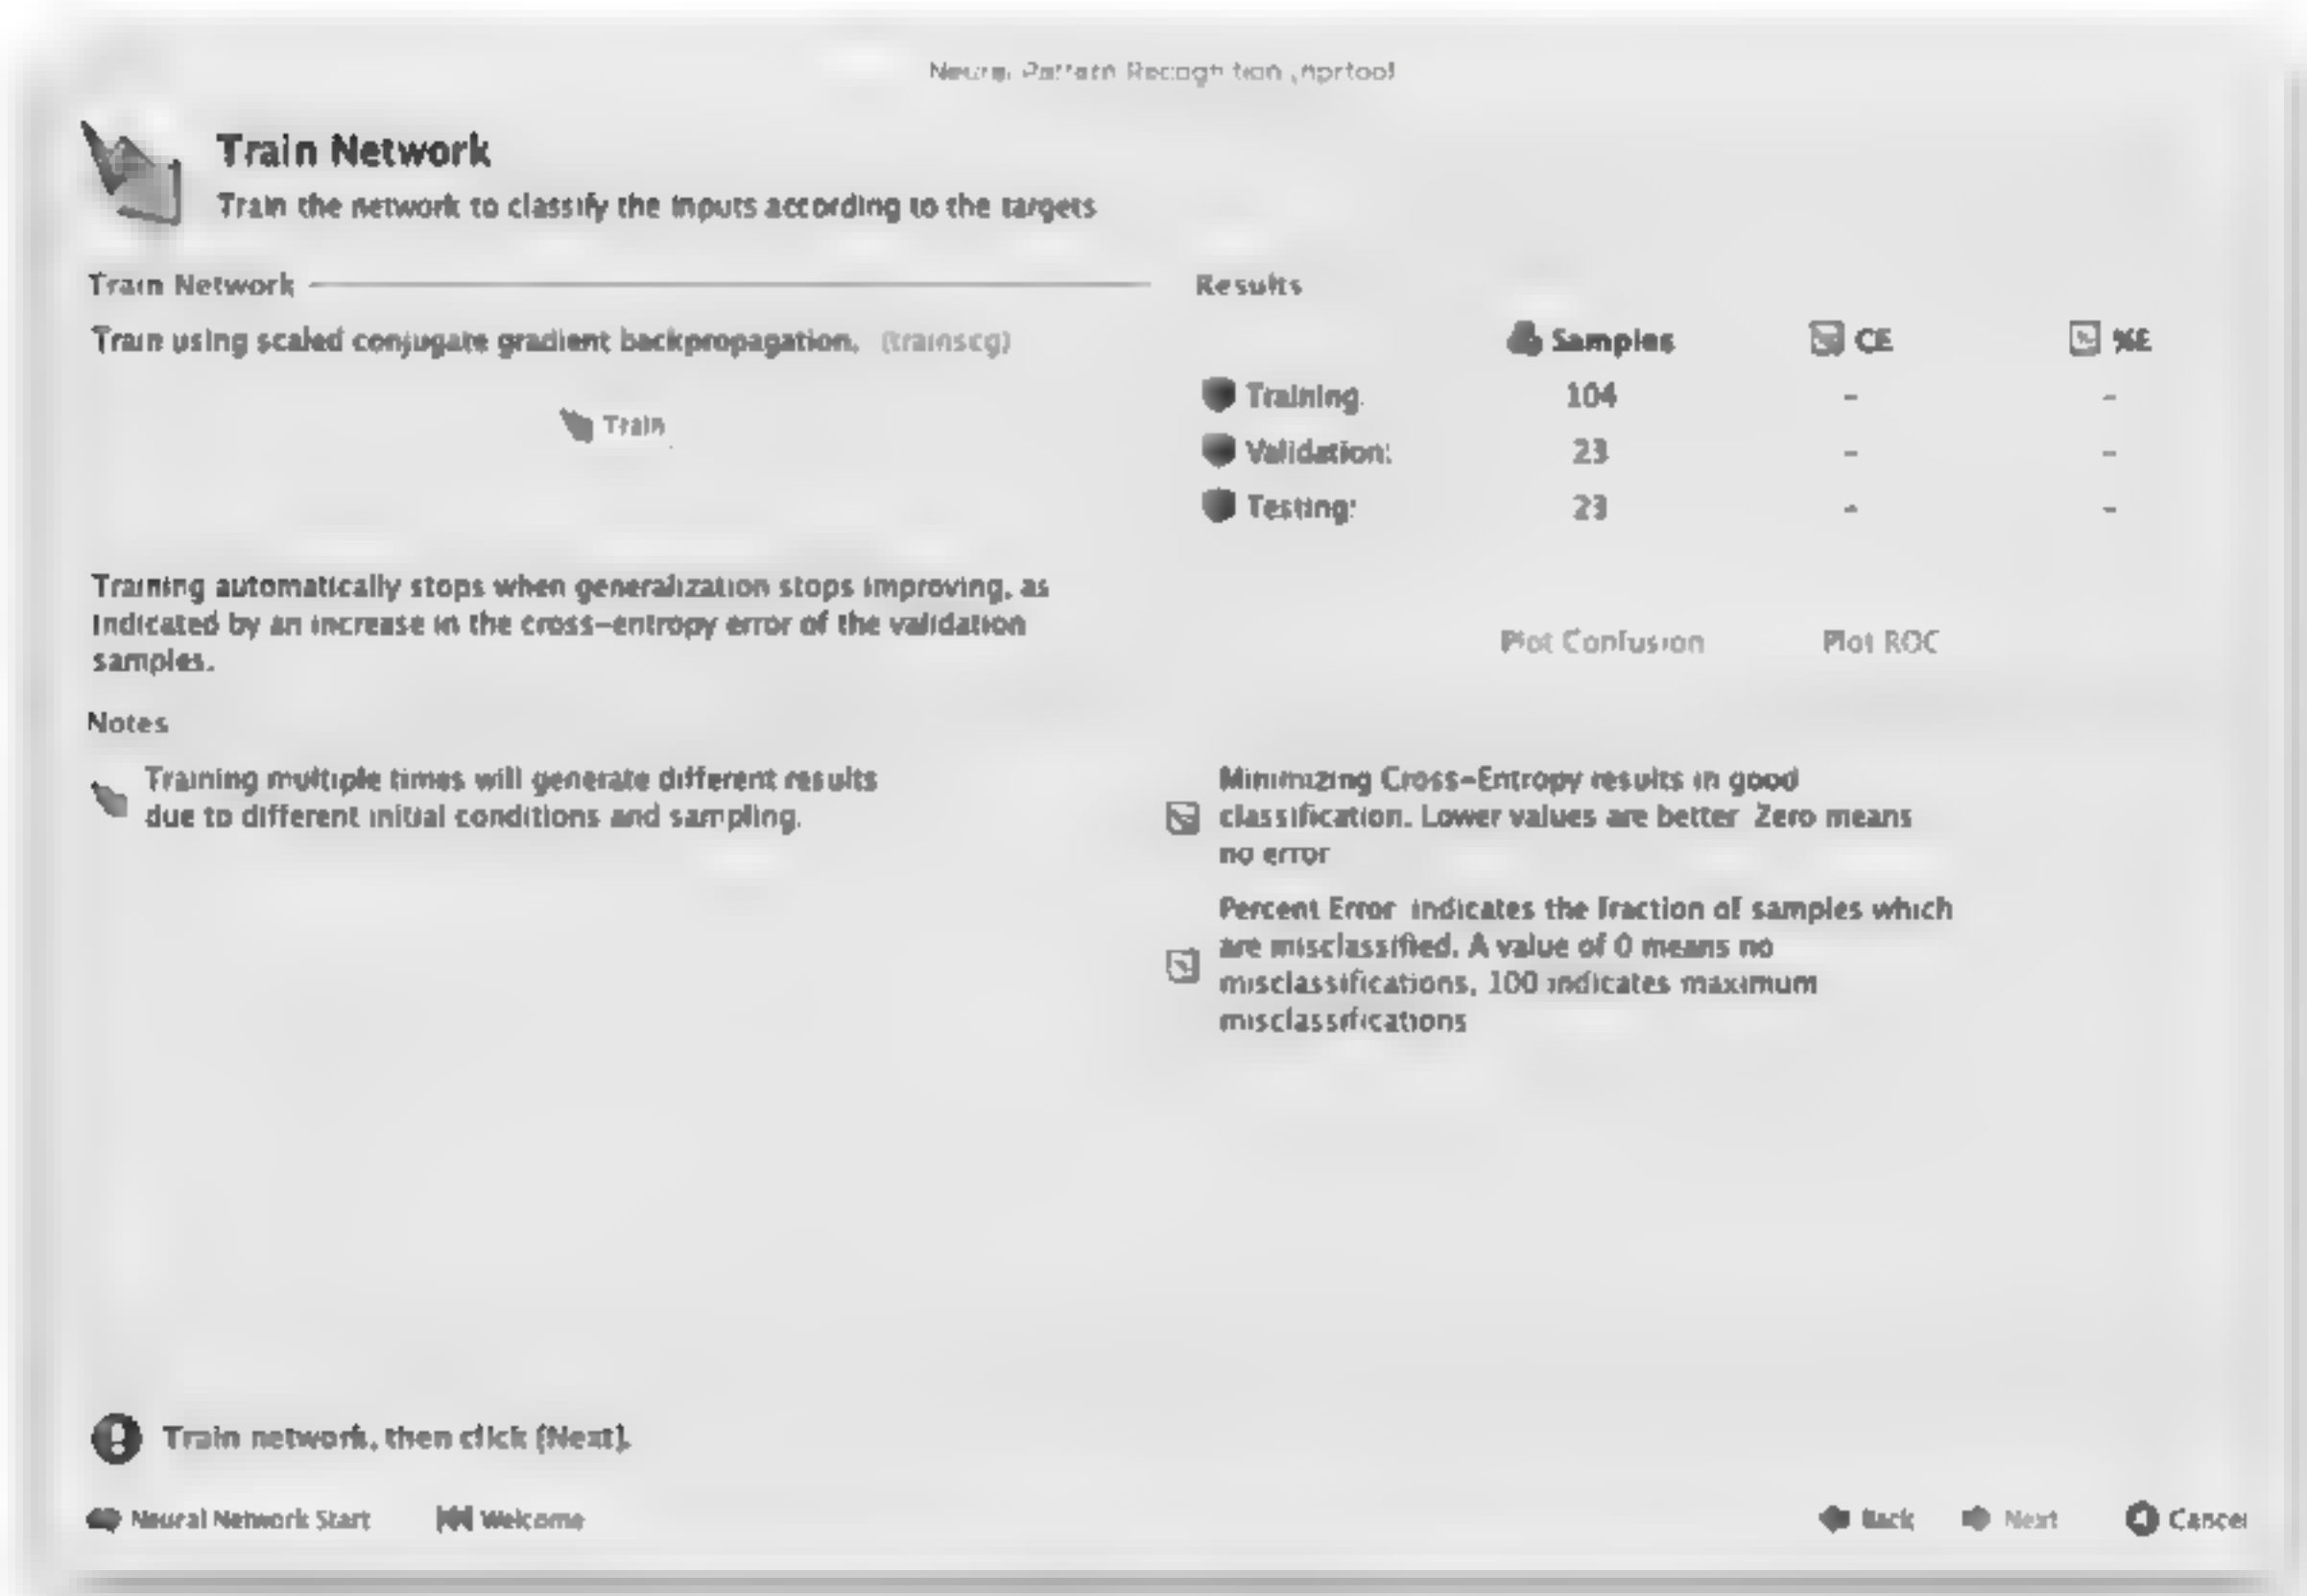 Neural Pattern Recognition (nprtool)
Train Network
Train the network to classify the inputs according to the targets
Train Network
Train using scaled conjugate gradient backpropagation. (trainscg)
Train
Training automatically stops when generalization stops improving, as
indicated by an increase in the cross-entropy error of the validation
samples.
Notes
Training multiple times will generate different results
due to different initial conditions and sampling.
Results
Samples CE %E
Training: 104 - -
Validation: 23 - -
Testing: 23 - -
Plot Confusion Plot ROC
Minimizing Cross-Entropy results in good
classification. Lower values are better. Zero means
no error.
Percent Error indicates the fraction of samples which
are misclassified. A value of 0 means no
misclassifications, 100 indicates maximum
misclassifications.
Train network, then click [Next].
Neural Network Start Welcome Back Next Cancel